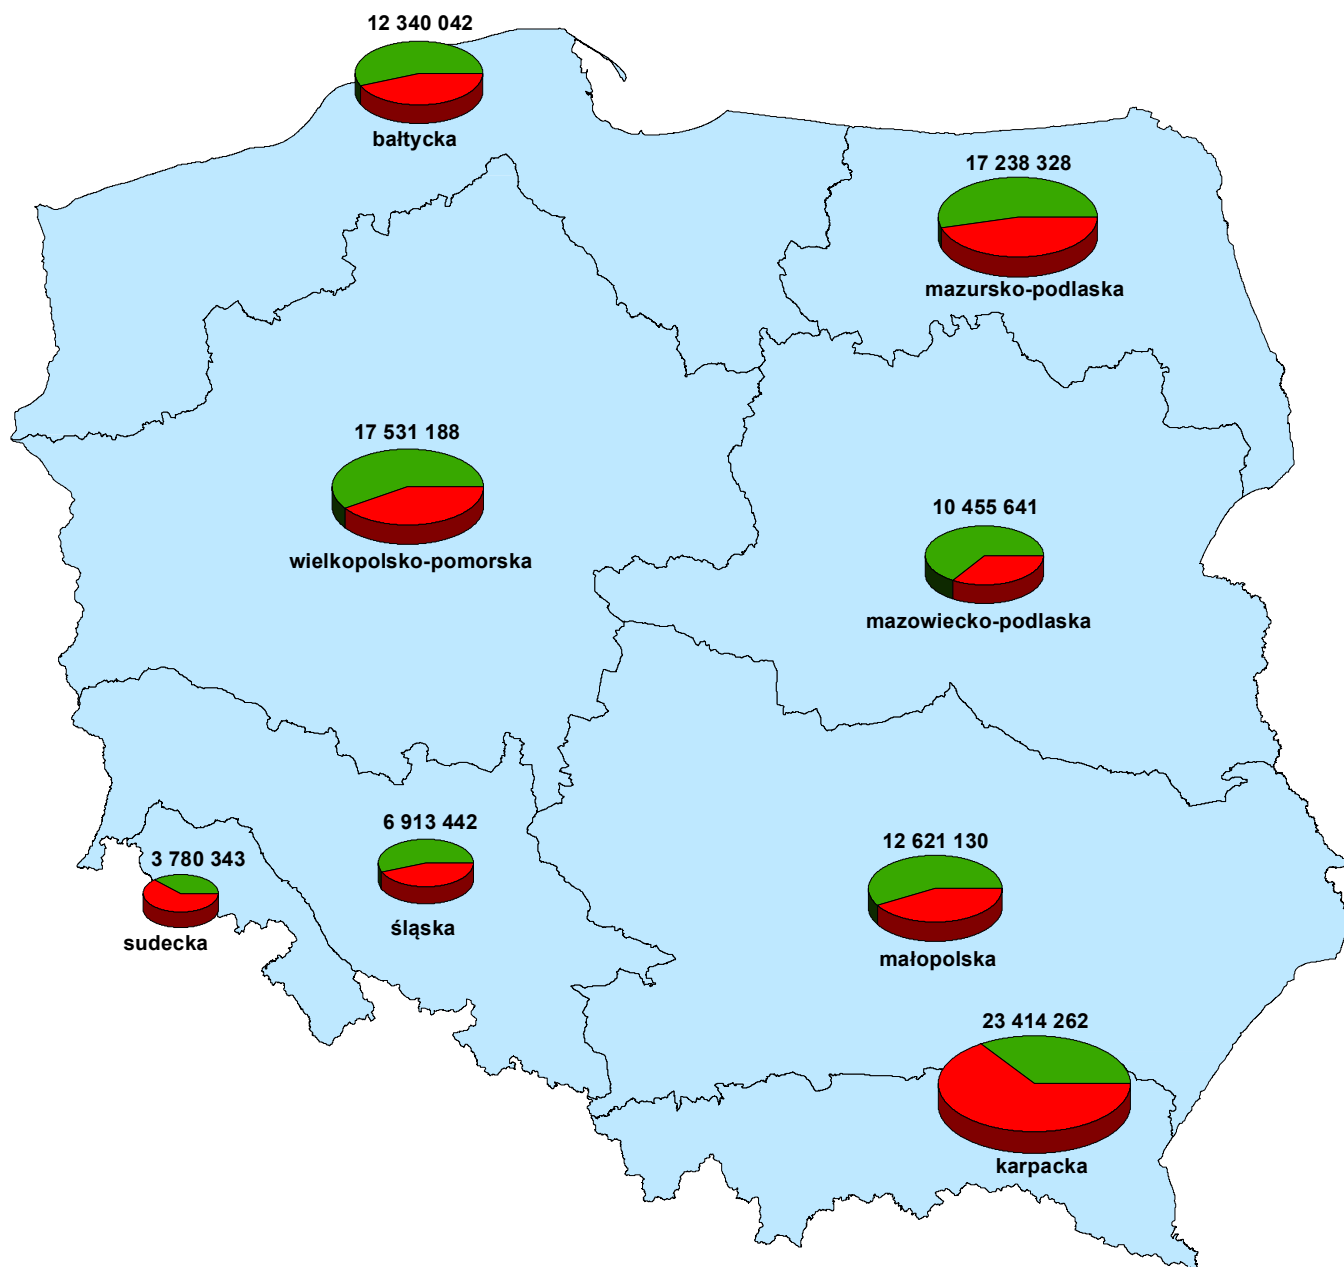 12 340 042
bałtycka
17 238 328
mazursko-podlaska
17 531 188
wielkopolsko-pomorska
10 455 641
mazowiecko-podlaska
6 913 442
śląska
3 780 343
sudecka
12 621 130
małopolska
23 414 262
karpacka